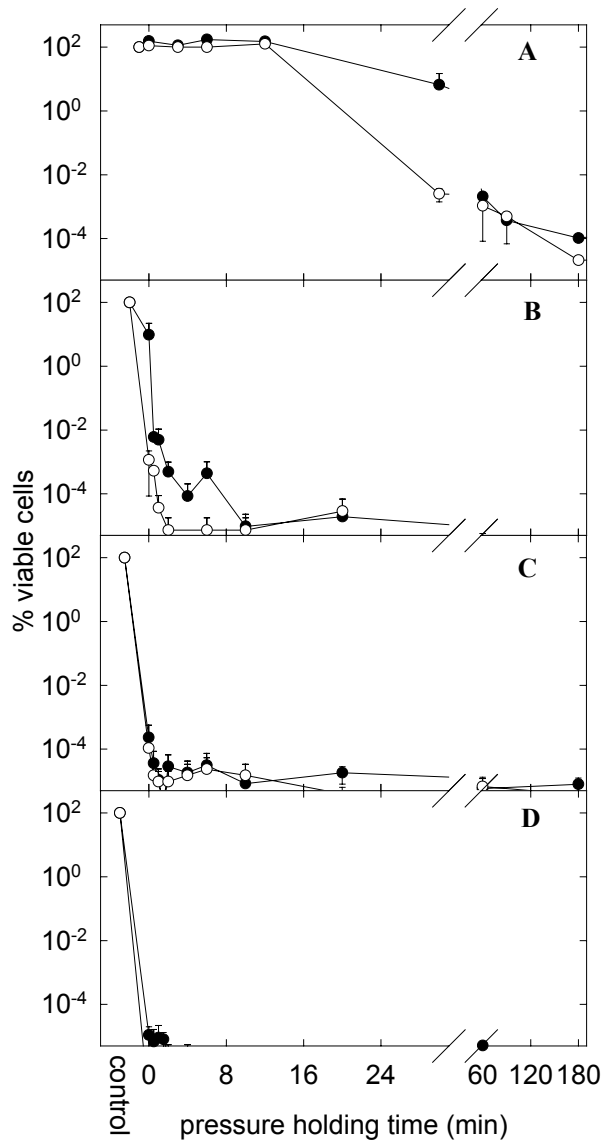 10² A
10⁰
10⁻²
10⁻⁴
10² B
10⁰
10⁻²
10⁻⁴
10² C
10⁰
10⁻²
10⁻⁴
10² D
10⁰
10⁻²
10⁻⁴
% viable cells
control 0 8 16 24 60 120 180
pressure holding time (min)